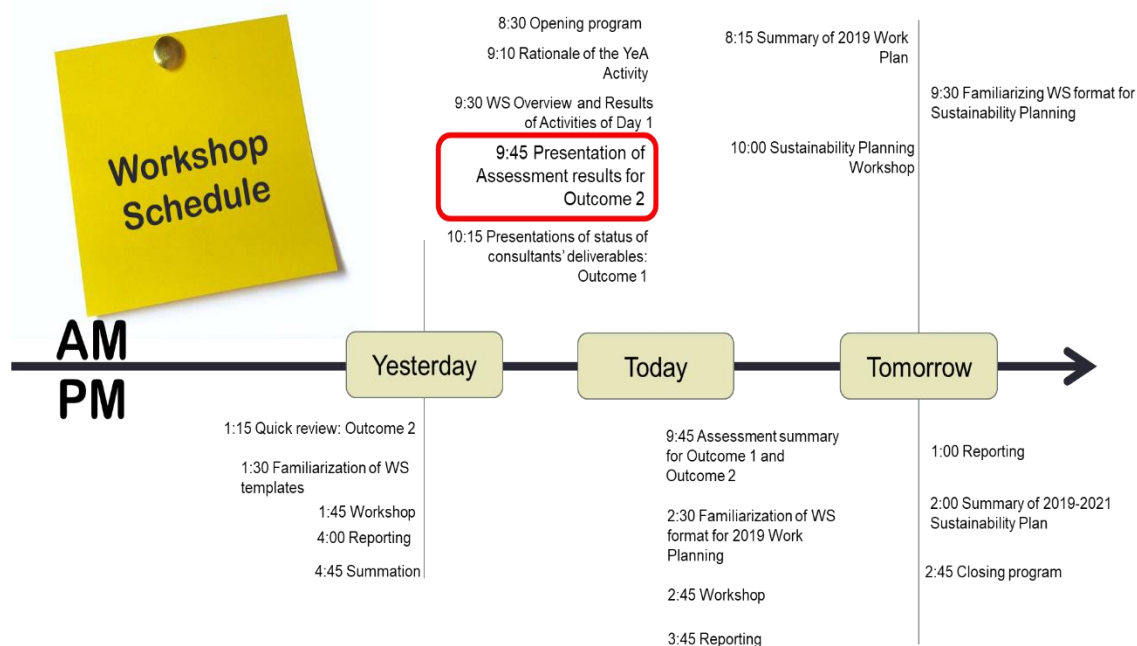 Workshop
Schedule
8:30 Opening program
9:10 Rationale of the YeA
Activity
9:30 WS Overview and Results
of Activities of Day 1
9:45 Presentation of
Assessment results for
Outcome 2
10:15 Presentations of status of
consultants' deliverables:
Outcome 1
8:15 Summary of 2019 Work
Plan
9:30 Familiarizing WS format for
Sustainability Planning
10:00 Sustainability Planning
Workshop
AM
PM
Yesterday
Today
Tomorrow
1:15 Quick review: Outcome 2
1:30 Familiarization of WS
templates
1:45 Workshop
4:00 Reporting
4:45 Summation
9:45 Assessment summary
for Outcome 1 and
Outcome 2
2:30 Familiarization of WS
format for 2019 Work
Planning
2:45 Workshop
3:45 Reporting
1:00 Reporting
2:00 Summary of 2019-2021
Sustainability Plan
2:45 Closing program